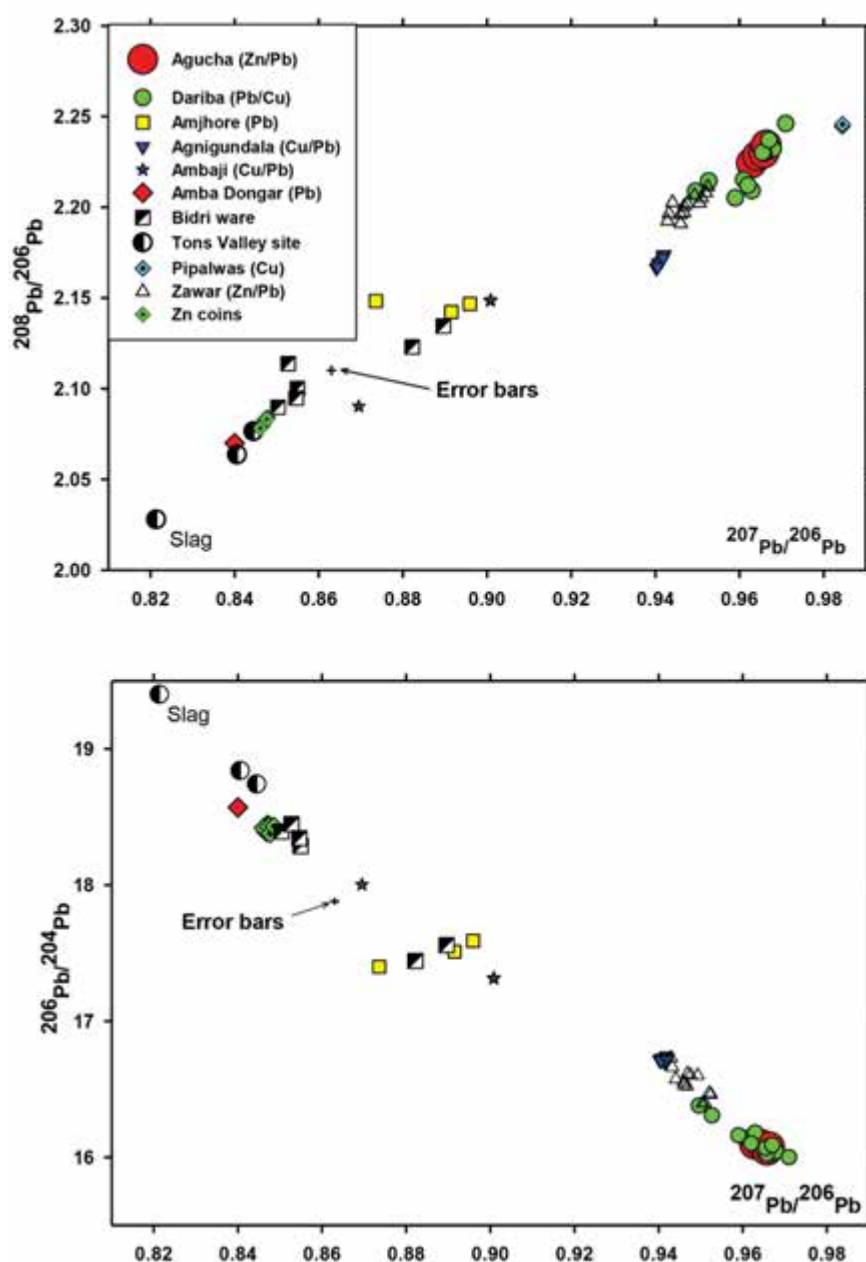 2.30
2.25
2.20
2.15
2.10
2.05
2.00
208Pb/206Pb
Agucha (Zn/Pb)
Dariba (Pb/Cu)
Amjhore (Pb)
Agnigundala (Cu/Pb)
Ambaji (Cu/Pb)
Amba Dongar (Pb)
Bidri ware
Tons Valley site
Pipalwas (Cu)
Zawar (Zn/Pb)
Zn coins
Error bars
Slag
207Pb/206Pb
0.82 0.84 0.86 0.88 0.90 0.92 0.94 0.96 0.98
19
18
17
16
206Pb/204Pb
Slag
Error bars
207Pb/206Pb
0.82 0.84 0.86 0.88 0.90 0.92 0.94 0.96 0.98